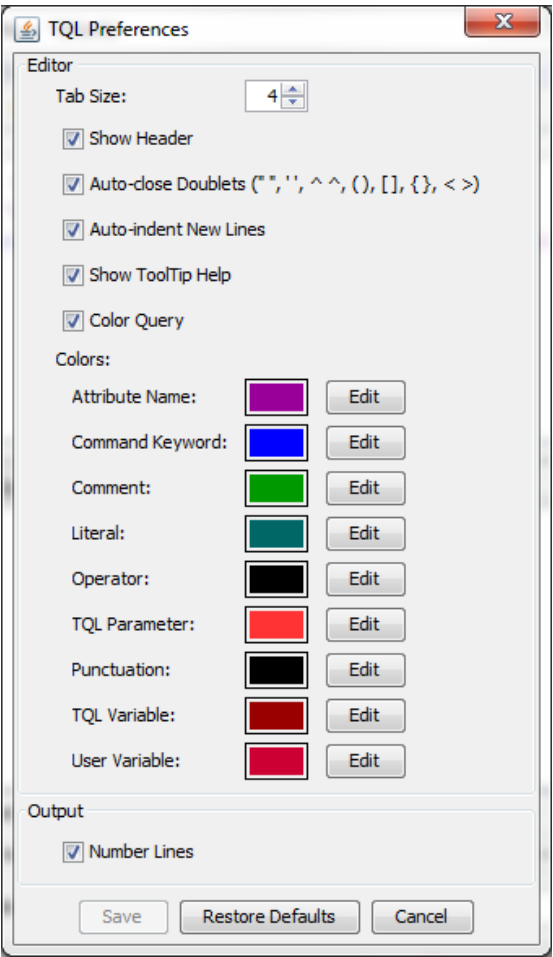 TQL Preferences
X
Editor
Tab Size: 4
Show Header
Auto-close Doublets (" ", ' ', ^ ^, ( ), [ ], { }, < >)
Auto-indent New Lines
Show ToolTip Help
Color Query
Colors:
Attribute Name: Edit
Command Keyword: Edit
Comment: Edit
Literal: Edit
Operator: Edit
TQL Parameter: Edit
Punctuation: Edit
TQL Variable: Edit
User Variable: Edit
Output
Number Lines
Save Restore Defaults Cancel